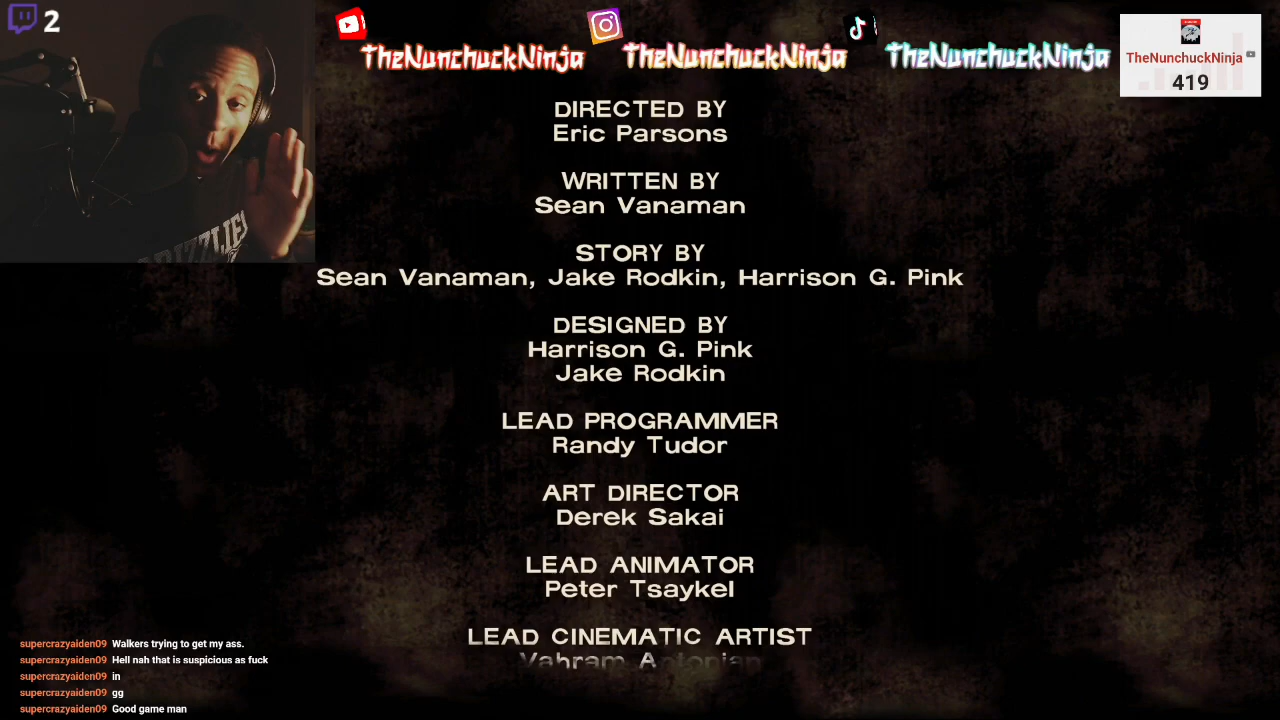 2
TheNunchuckNinja
TheNunchuckNinja
TheNunchuckNinja
TheNunchuckNinja
419
GRIZZLIES
DIRECTED BY
Eric Parsons
WRITTEN BY
Sean Vanaman
STORY BY
Sean Vanaman, Jake Rodkin, Harrison G. Pink
DESIGNED BY
Harrison G. Pink
Jake Rodkin
LEAD PROGRAMMER
Randy Tudor
ART DIRECTOR
Derek Sakai
LEAD ANIMATOR
Peter Tsaykel
LEAD CINEMATIC ARTIST
Vahram Antonian
supercrazyaiden09 Walkers trying to get my ass.
supercrazyaiden09 Hell nah that is suspicious as fuck
supercrazyaiden09 in
supercrazyaiden09 gg
supercrazyaiden09 Good game man